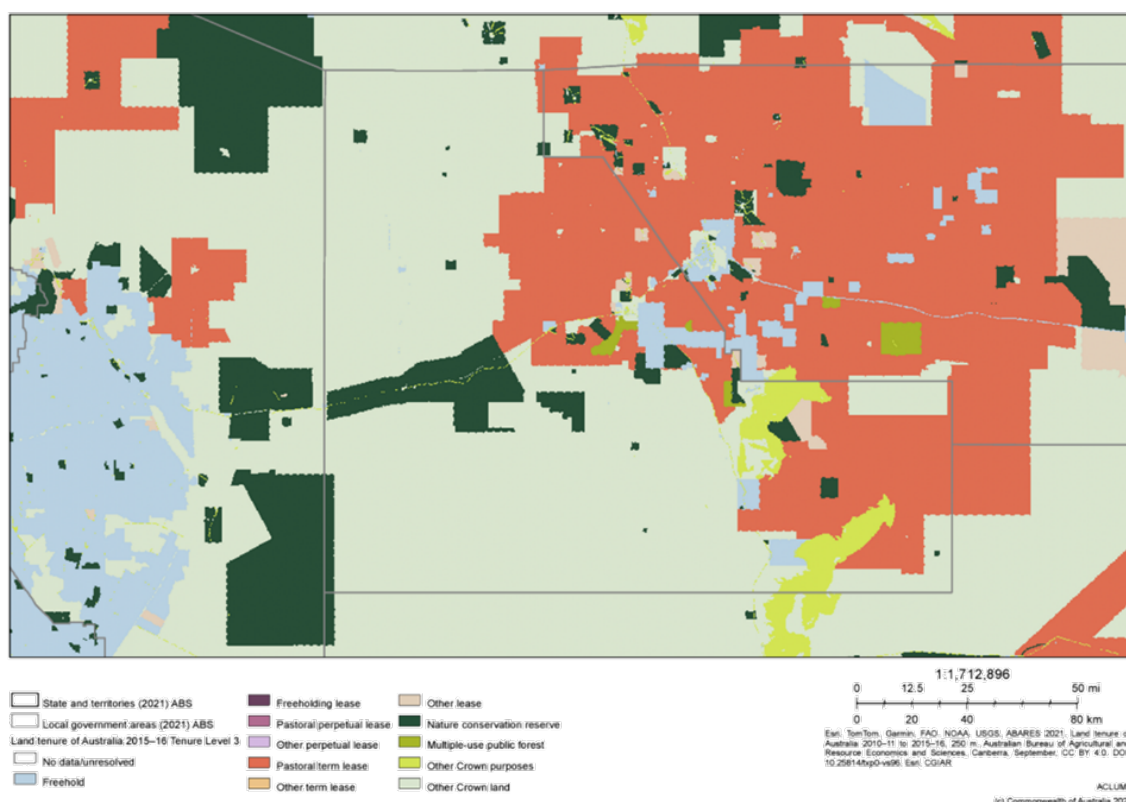 1:1,712,896
0 12.5 25 50 mi
0 20 40 80 km
State and territories (2021) ABS
Local government areas (2021) ABS
Land tenure of Australia 2015–16 Tenure Level 3
No data/unresolved
Freehold
Freeholding lease
Pastoral perpetual lease
Other perpetual lease
Pastoral term lease
Other term lease
Other lease
Nature conservation reserve
Multiple-use public forest
Other Crown purposes
Other Crown land
Esri, TomTom, Garmin, FAO, NOAA, USGS, ABARES 2021, Land tenure o
Australia 2010–11 to 2015–16, 250 m, Australian Bureau of Agricultural and
Resource Economics and Sciences, Canberra, September, CC BY 4.0. DOI
10.25814/txp0-vs96, Esri, CGIAR
ACLUM
(c) Commonwealth of Australia 202